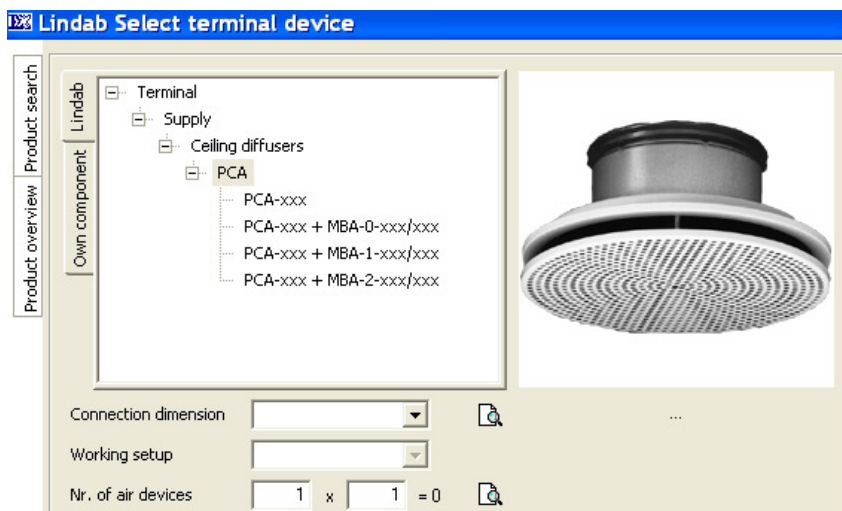 Lindab Select terminal device
Product search
Product overview
Lindab
Own component
Terminal
Supply
Ceiling diffusers
PCA
PCA-xxx
PCA-xxx + MBA-0-xxx/xxx
PCA-xxx + MBA-1-xxx/xxx
PCA-xxx + MBA-2-xxx/xxx
Connection dimension
...
Working setup
Nr. of air devices 1 x 1 = 0